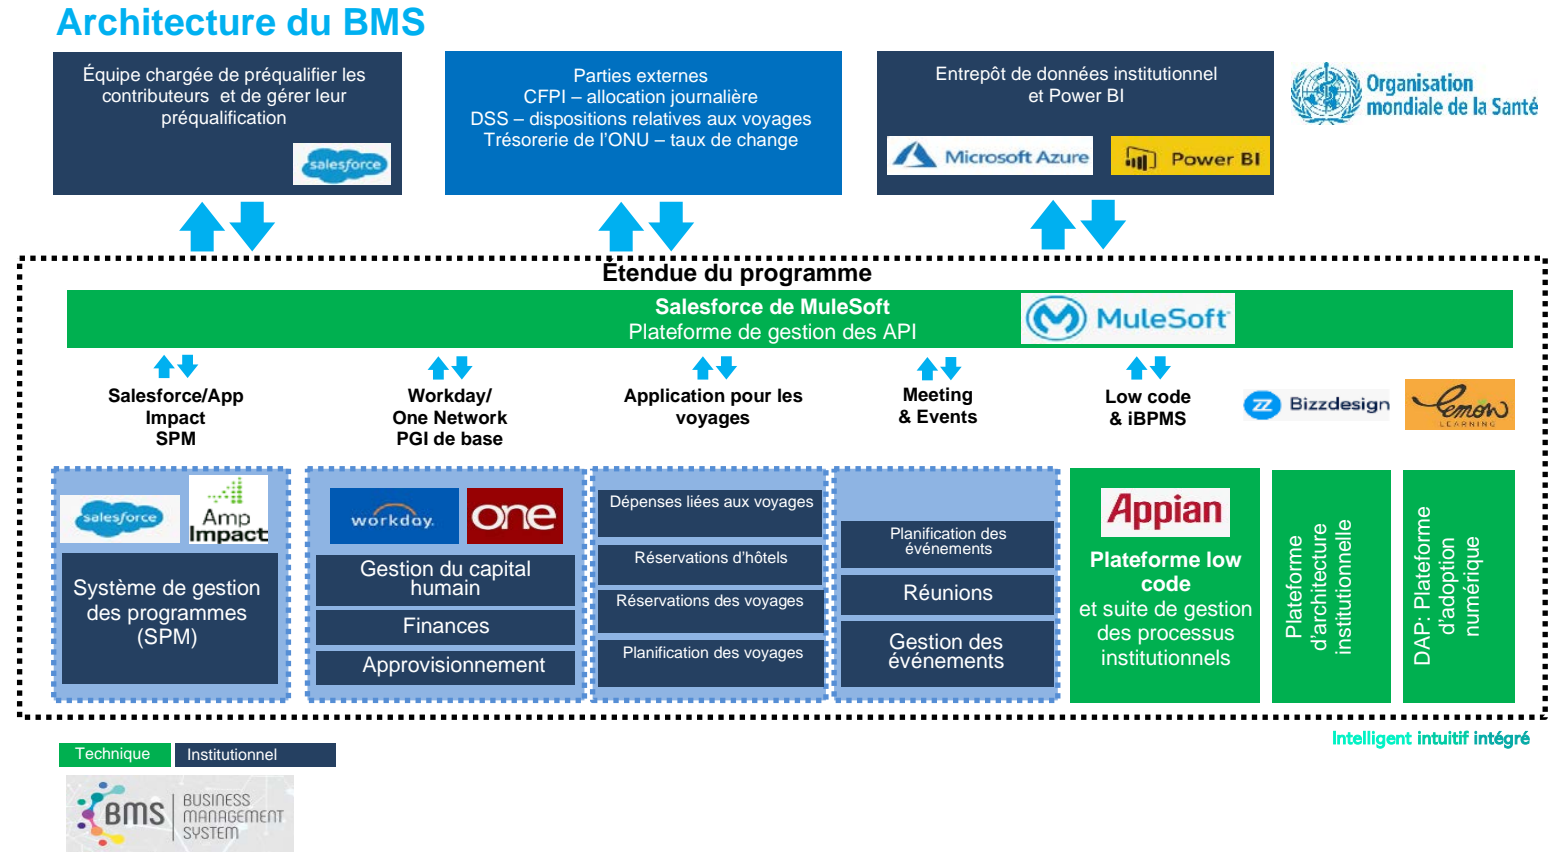 Architecture du BMS
Équipe chargée de préqualifier les
contributeurs et de gérer leur
préqualification
salesforce
Parties externes
CFPI – allocation journalière
DSS – dispositions relatives aux voyages
Trésorerie de l'ONU – taux de change
Entrepôt de données institutionnel
et Power BI
Microsoft Azure
Power BI
Organisation
mondiale de la Santé
Étendue du programme
Salesforce de MuleSoft
Plateforme de gestion des API
MuleSoft
Salesforce/App
Impact
SPM
Workday/
One Network
PGI de base
Application pour les
voyages
Meeting
& Events
Low code
& iBPMS
Bizzdesign
Lemon
LEARNING
salesforce
Amp
Impact
Système de gestion
des programmes
(SPM)
workday.
one
Gestion du capital
humain
Finances
Approvisionnement
Dépenses liées aux voyages
Réservations d'hôtels
Réservations des voyages
Planification des voyages
Planification des
événements
Réunions
Gestion des
événements
Appian
Plateforme low
code
et suite de gestion
des processus
institutionnels
Plateforme
d'architecture
institutionnelle
DAP: Plateforme
d'adoption
numérique
Intelligent intuitif intégré
Technique
Institutionnel
BMS
BUSINESS
MANAGEMENT
SYSTEM